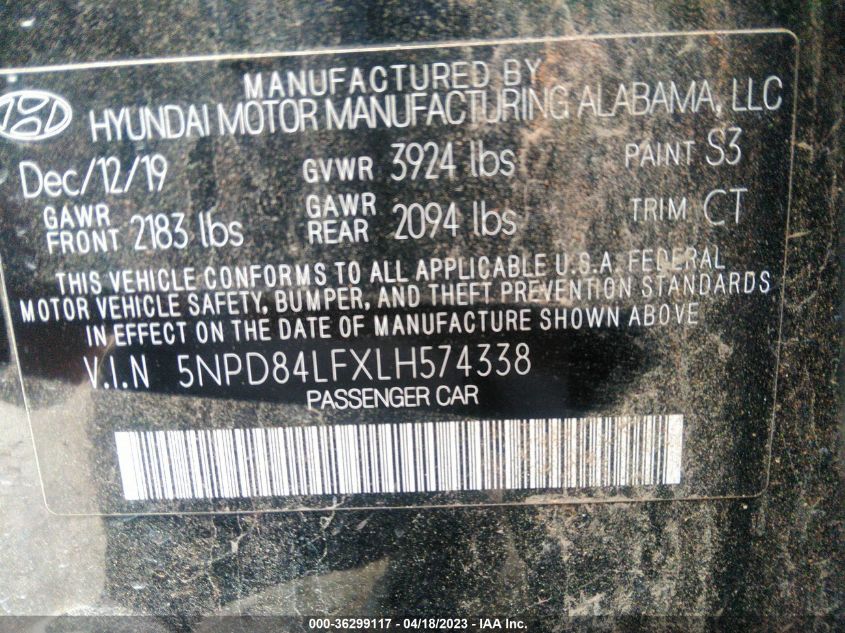 MANUFACTURED BY
HYUNDAI MOTOR MANUFACTURING ALABAMA, LLC
Dec/12/19 GVWR 3924 lbs PAINT S3
GAWR FRONT 2183 lbs GAWR REAR 2094 lbs TRIM CT
THIS VEHICLE CONFORMS TO ALL APPLICABLE U.S.A. FEDERAL
MOTOR VEHICLE SAFETY, BUMPER, AND THEFT PREVENTION STANDARDS
IN EFFECT ON THE DATE OF MANUFACTURE SHOWN ABOVE
V.I.N 5NPD84LFXLH574338
PASSENGER CAR
000-36299117 - 04/18/2023 - IAA Inc.